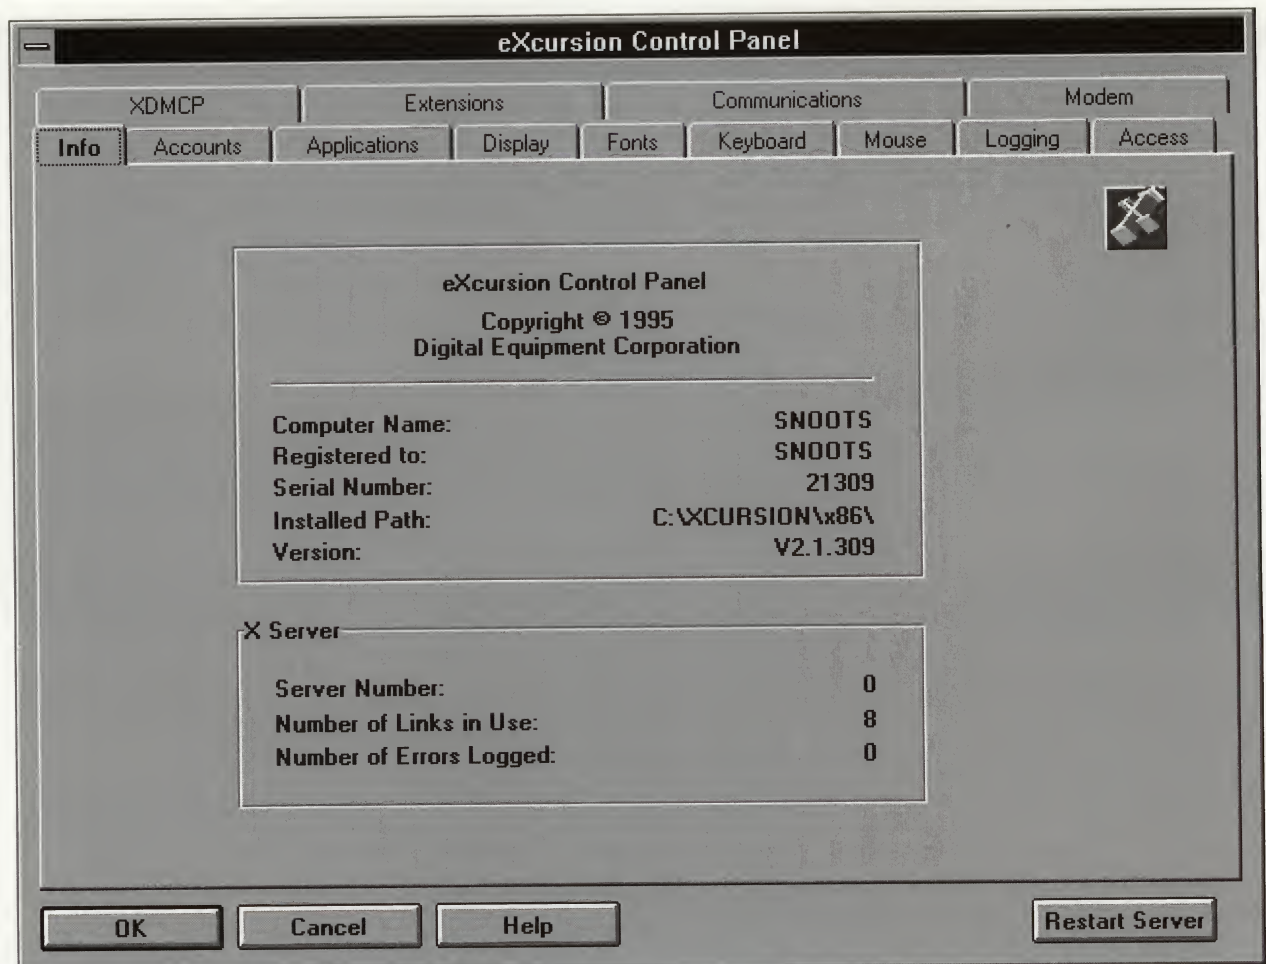 eXcursion Control Panel
XDMCP Extensions Communications Modem
Info Accounts Applications Display Fonts Keyboard Mouse Logging Access
eXcursion Control Panel
Copyright © 1995
Digital Equipment Corporation
Computer Name: SNOOTS
Registered to: SNOOTS
Serial Number: 21309
Installed Path: C:\XCURSION\x86\
Version: V2.1.309
X Server
Server Number: 0
Number of Links in Use: 8
Number of Errors Logged: 0
OK Cancel Help Restart Server